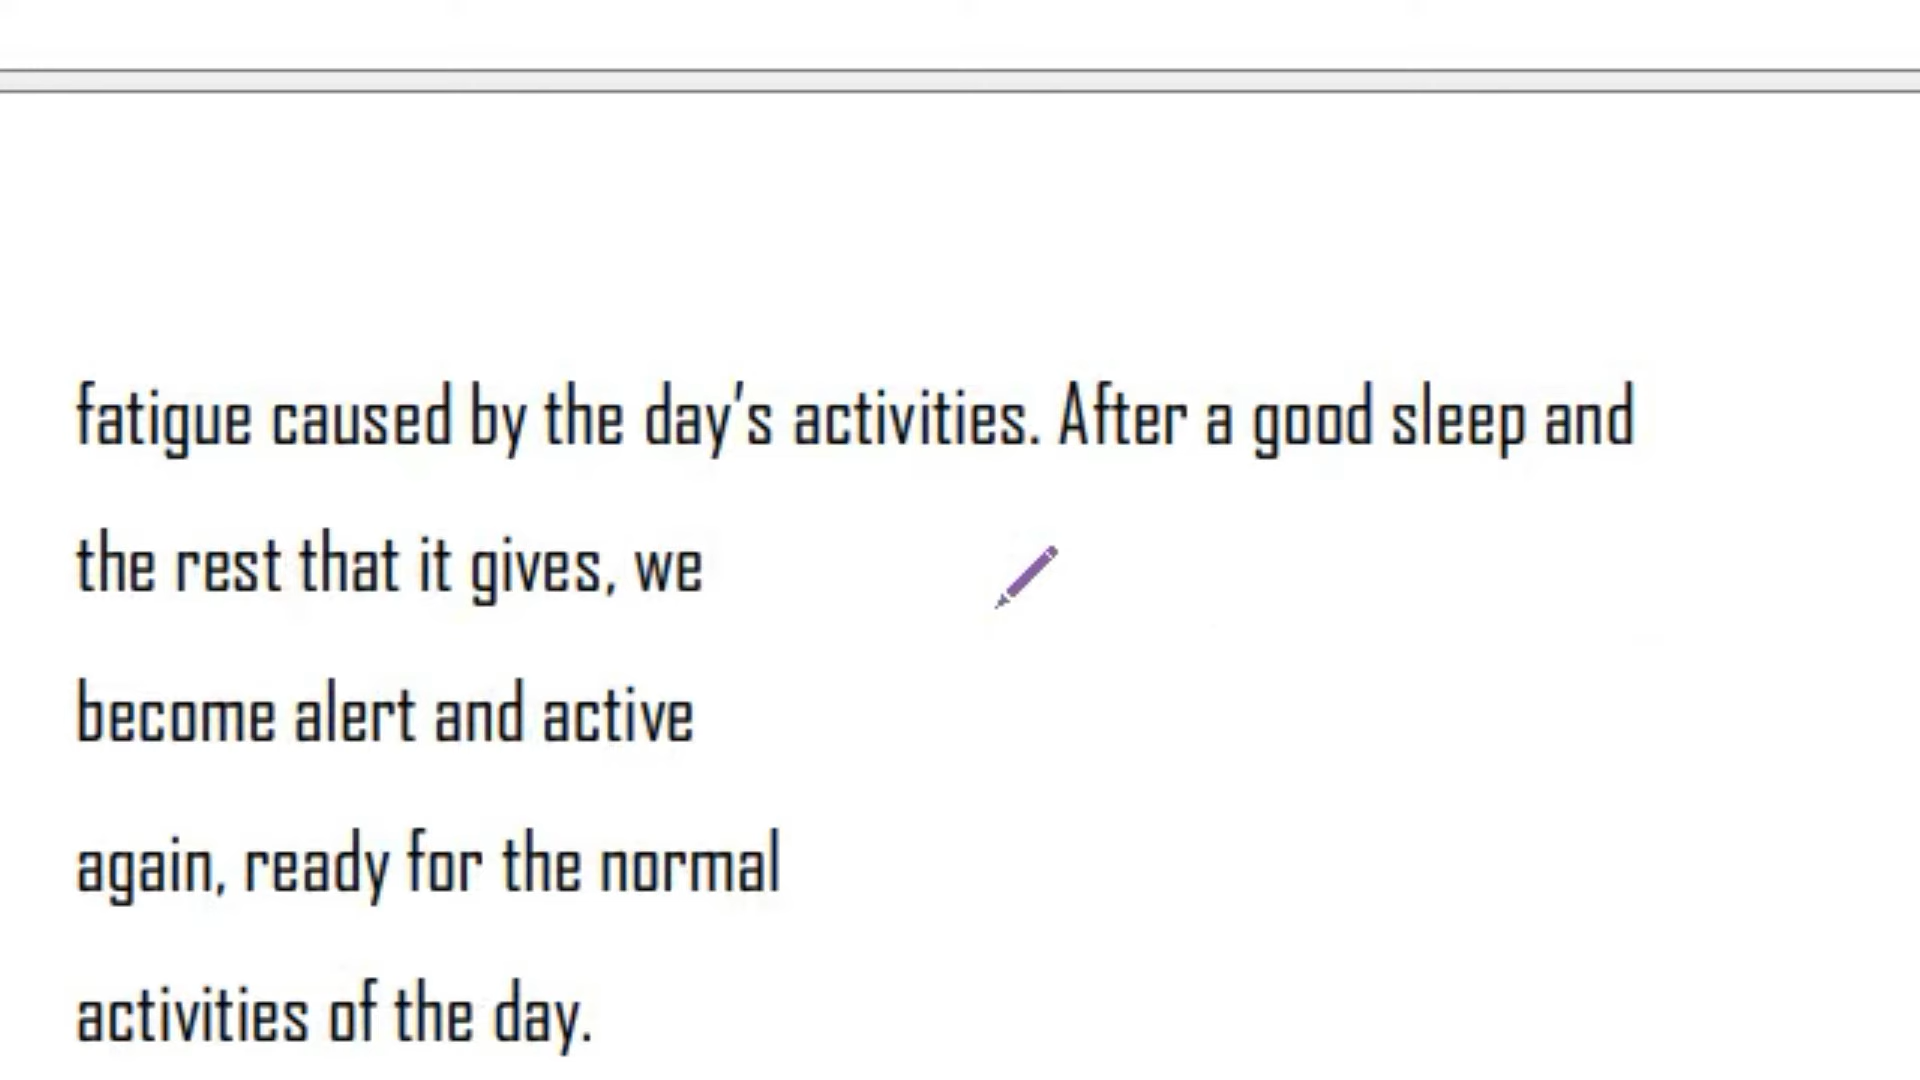 fatigue caused by the day's activities. After a good sleep and
the rest that it gives, we
become alert and active
again, ready for the normal
activities of the day.